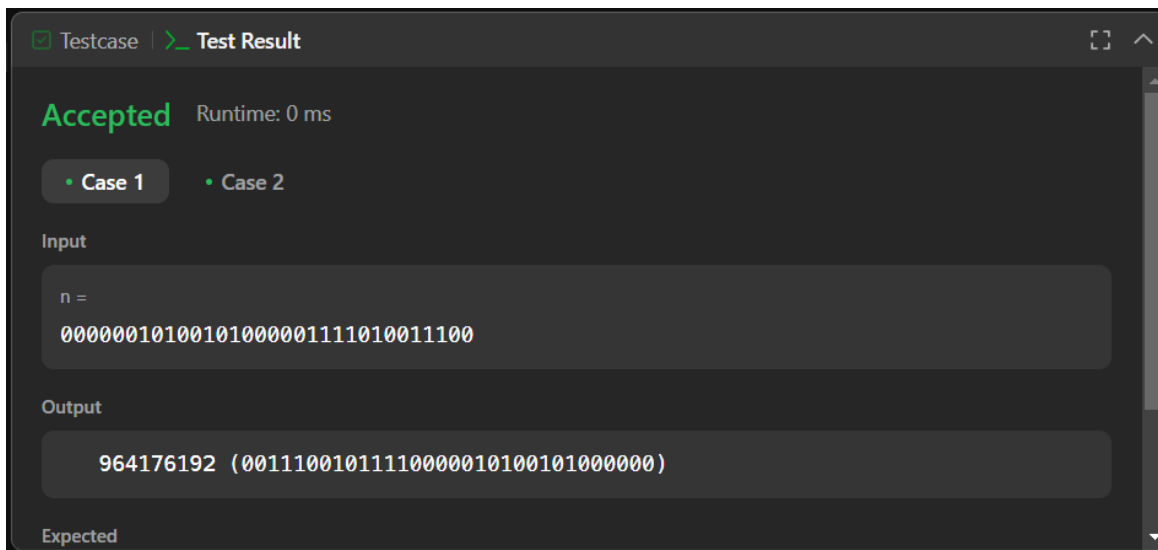 Testcase | >_ Test Result
Accepted Runtime: 0 ms
• Case 1 • Case 2
Input
n =
00000010100101000001111010011100
Output
964176192 (00111001011110000010100101000000)
Expected